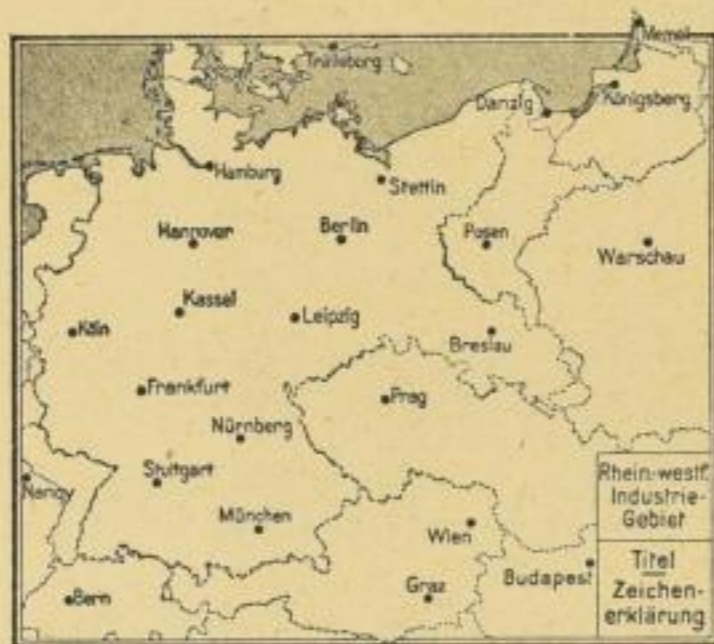 Memel
Trälleborg
Danzig
Königsberg
Hamburg
Stettin
Hannover
Berlin
Posen
Warschau
Kassel
Leipzig
Köln
Breslau
Frankfurt
Prag
Nürnberg
Stuttgart
Nancy
München
Wien
Bern
Graz
Budapest
Rhein.-westf.
Industrie-
Gebiet
Titel
Zeichen-
erklärung